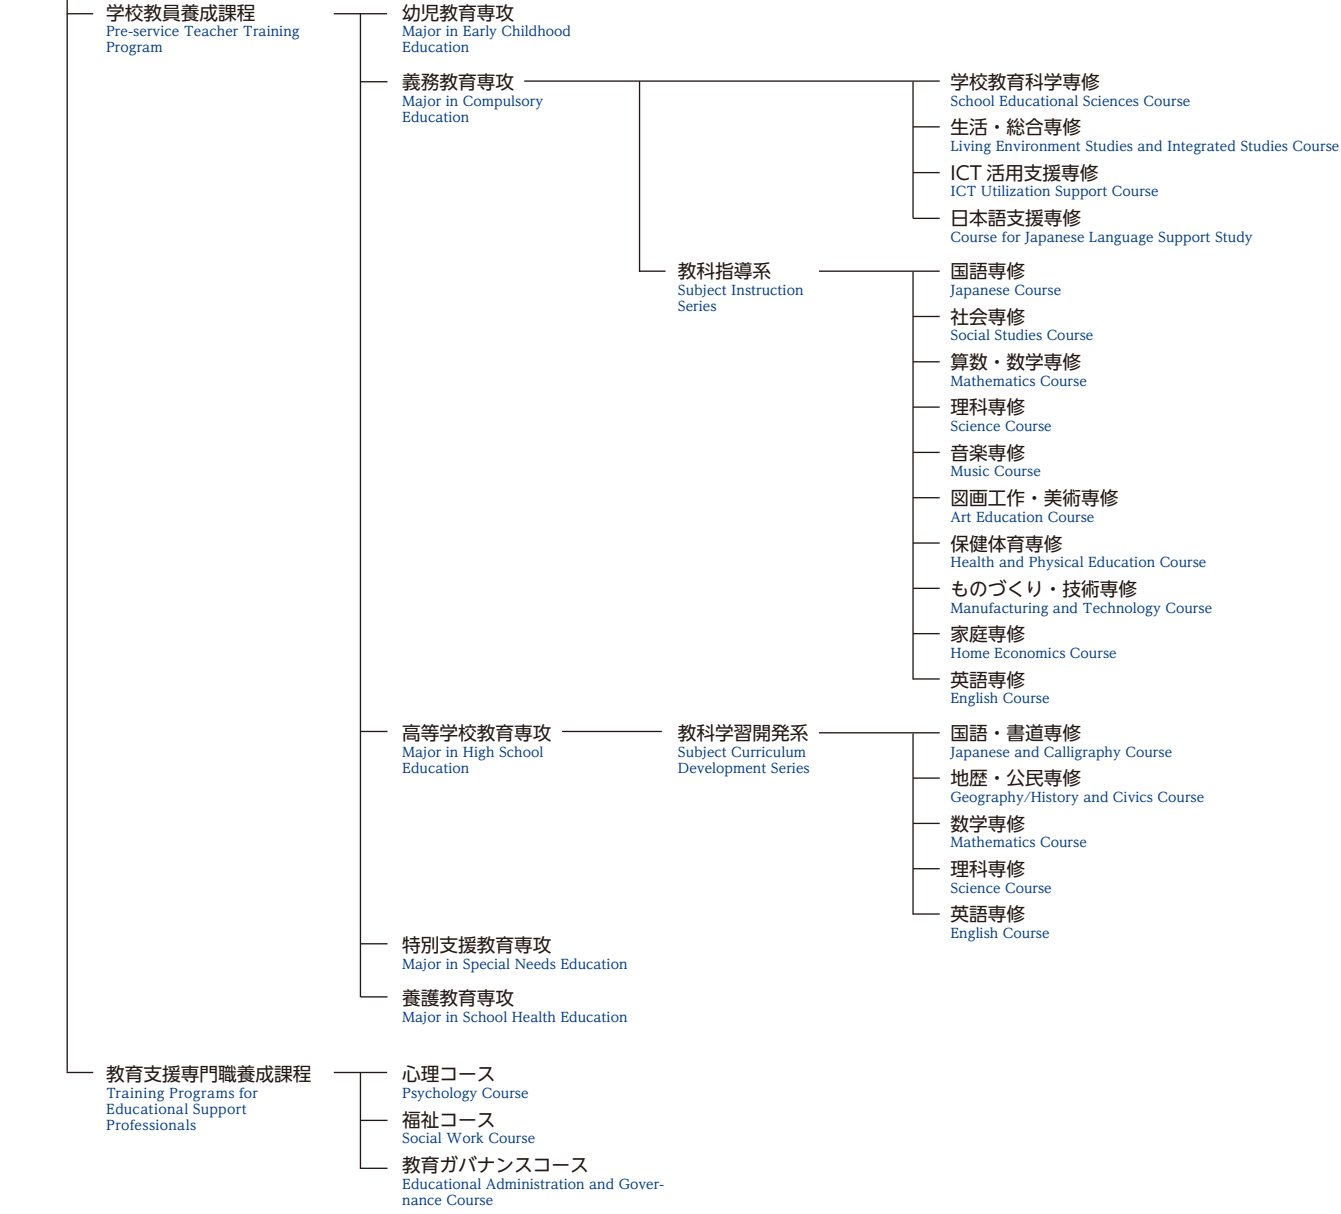 学校教員養成課程
Pre-service Teacher Training
Program
幼児教育専攻
Major in Early Childhood
Education
義務教育専攻
Major in Compulsory
Education
学校教育科学専修
School Educational Sciences Course
生活・総合専修
Living Environment Studies and Integrated Studies Course
ICT 活用支援専修
ICT Utilization Support Course
日本語支援専修
Course for Japanese Language Support Study
教科指導系
Subject Instruction
Series
国語専修
Japanese Course
社会専修
Social Studies Course
算数・数学専修
Mathematics Course
理科専修
Science Course
音楽専修
Music Course
図画工作・美術専修
Art Education Course
保健体育専修
Health and Physical Education Course
ものづくり・技術専修
Manufacturing and Technology Course
家庭専修
Home Economics Course
英語専修
English Course
高等学校教育専攻
Major in High School
Education
教科学習開発系
Subject Curriculum
Development Series
国語・書道専修
Japanese and Calligraphy Course
地歴・公民専修
Geography/History and Civics Course
数学専修
Mathematics Course
理科専修
Science Course
英語専修
English Course
特別支援教育専攻
Major in Special Needs Education
養護教育専攻
Major in School Health Education
教育支援専門職養成課程
Training Programs for
Educational Support
Professionals
心理コース
Psychology Course
福祉コース
Social Work Course
教育ガバナンスコース
Educational Administration and Gover-
nance Course